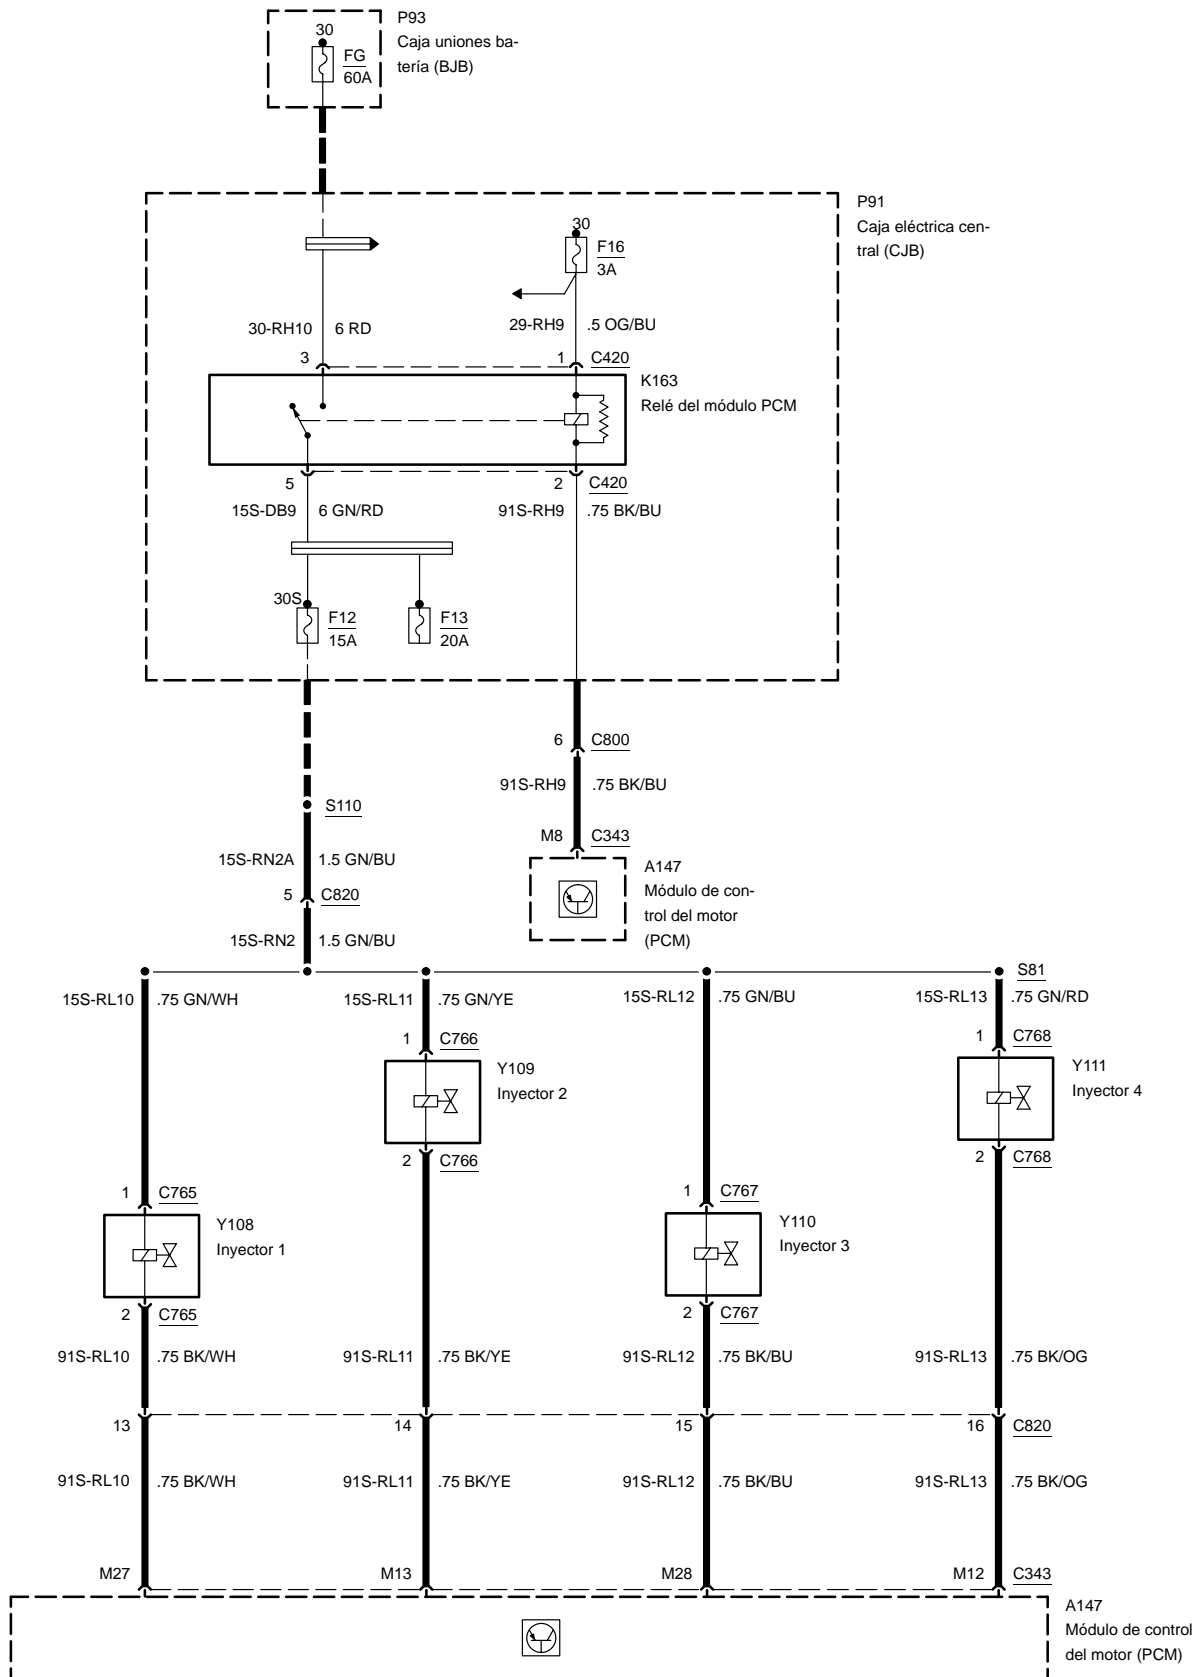 P93
30
Caja uniones ba-
tería (BJB)
FG
60A
P91
Caja eléctrica cen-
tral (CJB)
30
F16
3A
30-RH10 6 RD
29-RH9 .5 OG/BU
3
1 C420
K163
Relé del módulo PCM
5
2 C420
15S-DB9 6 GN/RD
91S-RH9 .75 BK/BU
30S
F12
15A
F13
20A
6 C800
91S-RH9 .75 BK/BU
S110
M8 C343
15S-RN2A 1.5 GN/BU
A147
Módulo de con-
trol del motor
(PCM)
5 C820
15S-RN2 1.5 GN/BU
S81
15S-RL10 .75 GN/WH
15S-RL11 .75 GN/YE
15S-RL12 .75 GN/BU
15S-RL13 .75 GN/RD
1 C766
1 C768
Y109
Inyector 2
Y111
Inyector 4
2 C766
2 C768
1 C765
1 C767
Y108
Inyector 1
Y110
Inyector 3
2 C765
2 C767
91S-RL10 .75 BK/WH
91S-RL11 .75 BK/YE
91S-RL12 .75 BK/BU
91S-RL13 .75 BK/OG
13
14
15
16 C820
91S-RL10 .75 BK/WH
91S-RL11 .75 BK/YE
91S-RL12 .75 BK/BU
91S-RL13 .75 BK/OG
M27
M13
M28
M12 C343
A147
Módulo de control
del motor (PCM)